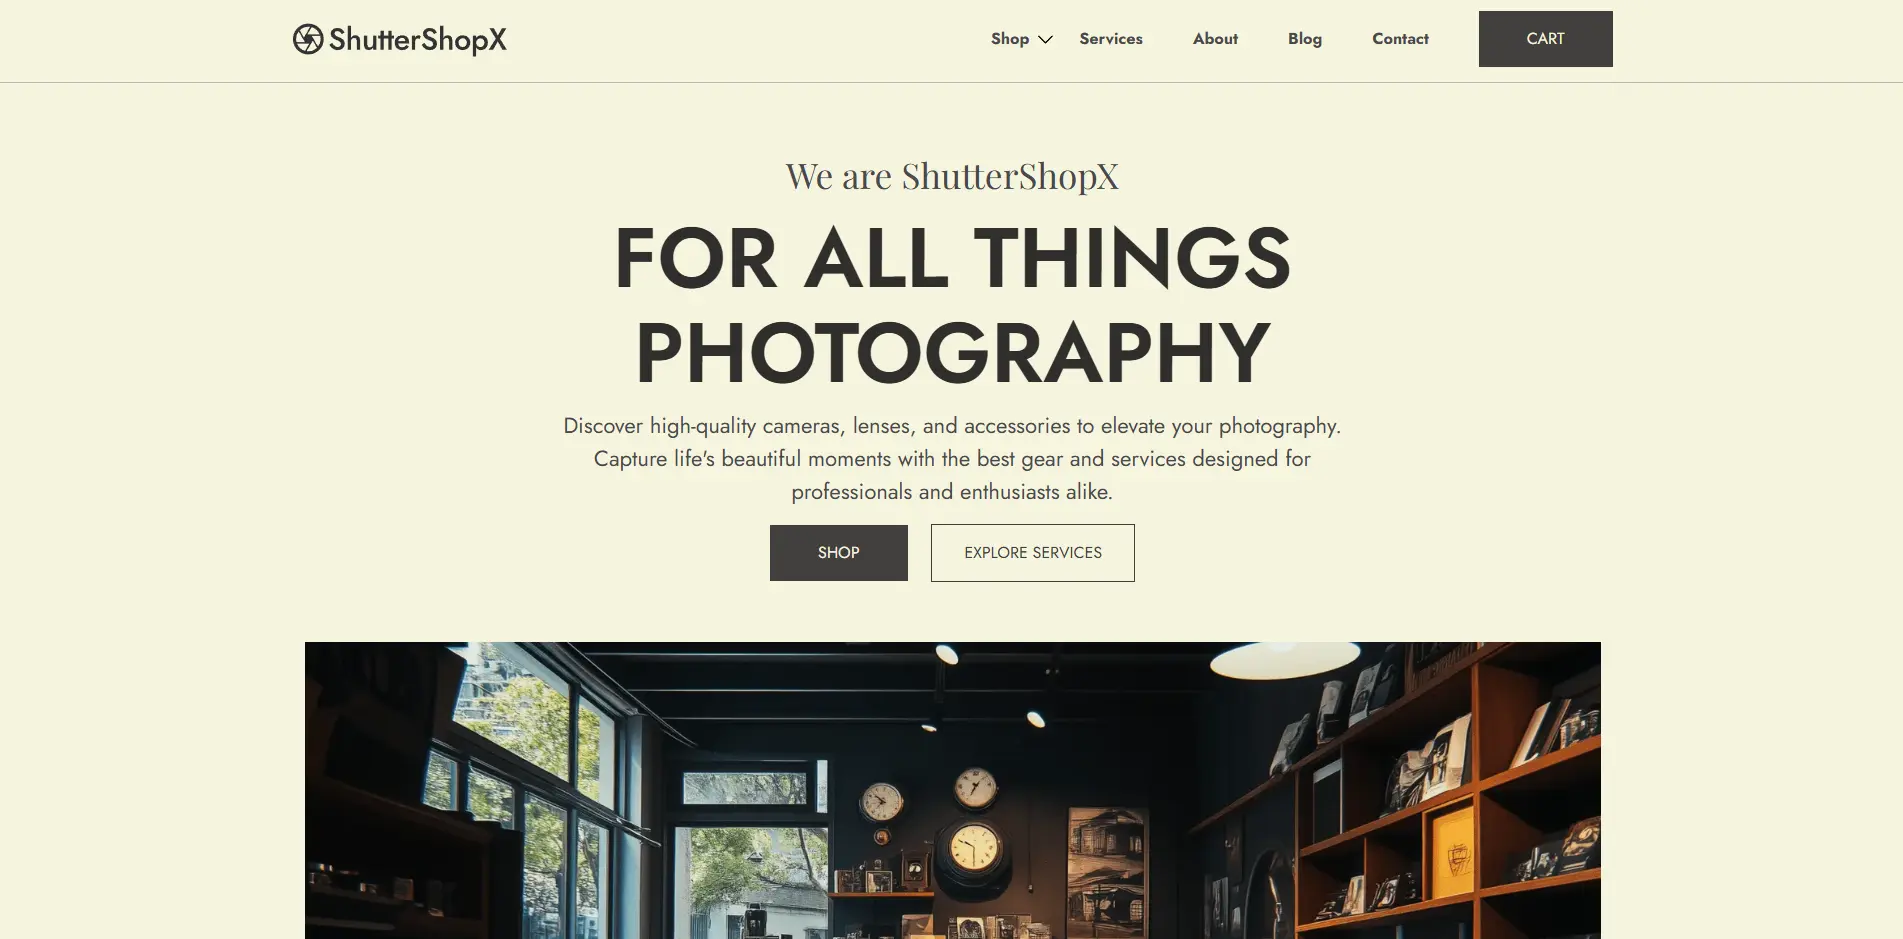 ShutterShopX
Shop
Services
About
Blog
Contact
CART
We are ShutterShopX
FOR ALL THINGS
PHOTOGRAPHY
Discover high-quality cameras, lenses, and accessories to elevate your photography.
Capture life's beautiful moments with the best gear and services designed for
professionals and enthusiasts alike.
SHOP
EXPLORE SERVICES